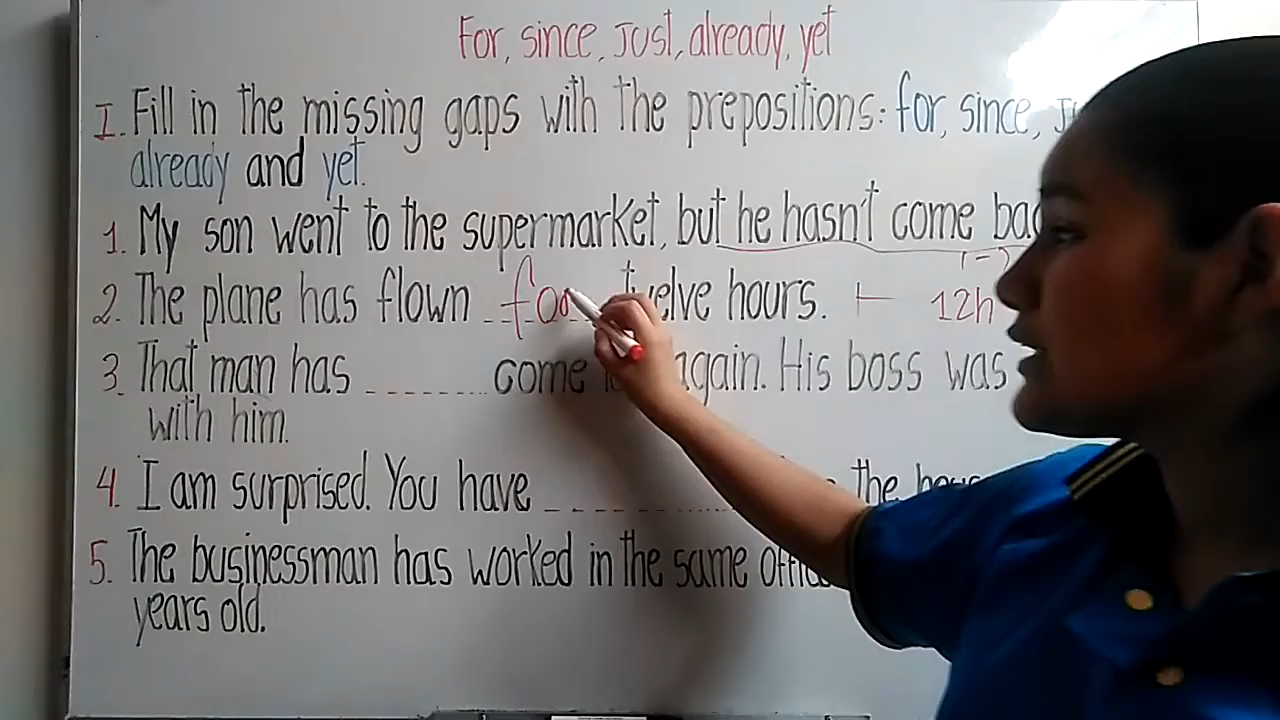 For, since, just, already, yet
I. Fill in the missing gaps with the prepositions: for, since,
already and yet.
1. My son went to the supermarket, but he hasn't come
(-)
2. The plane has flown for twelve hours. 12h
3. That man has ------- come again. His boss was
with him.
4. I am surprised. You have ---------- the
5. The businessman has worked in the same
years old.